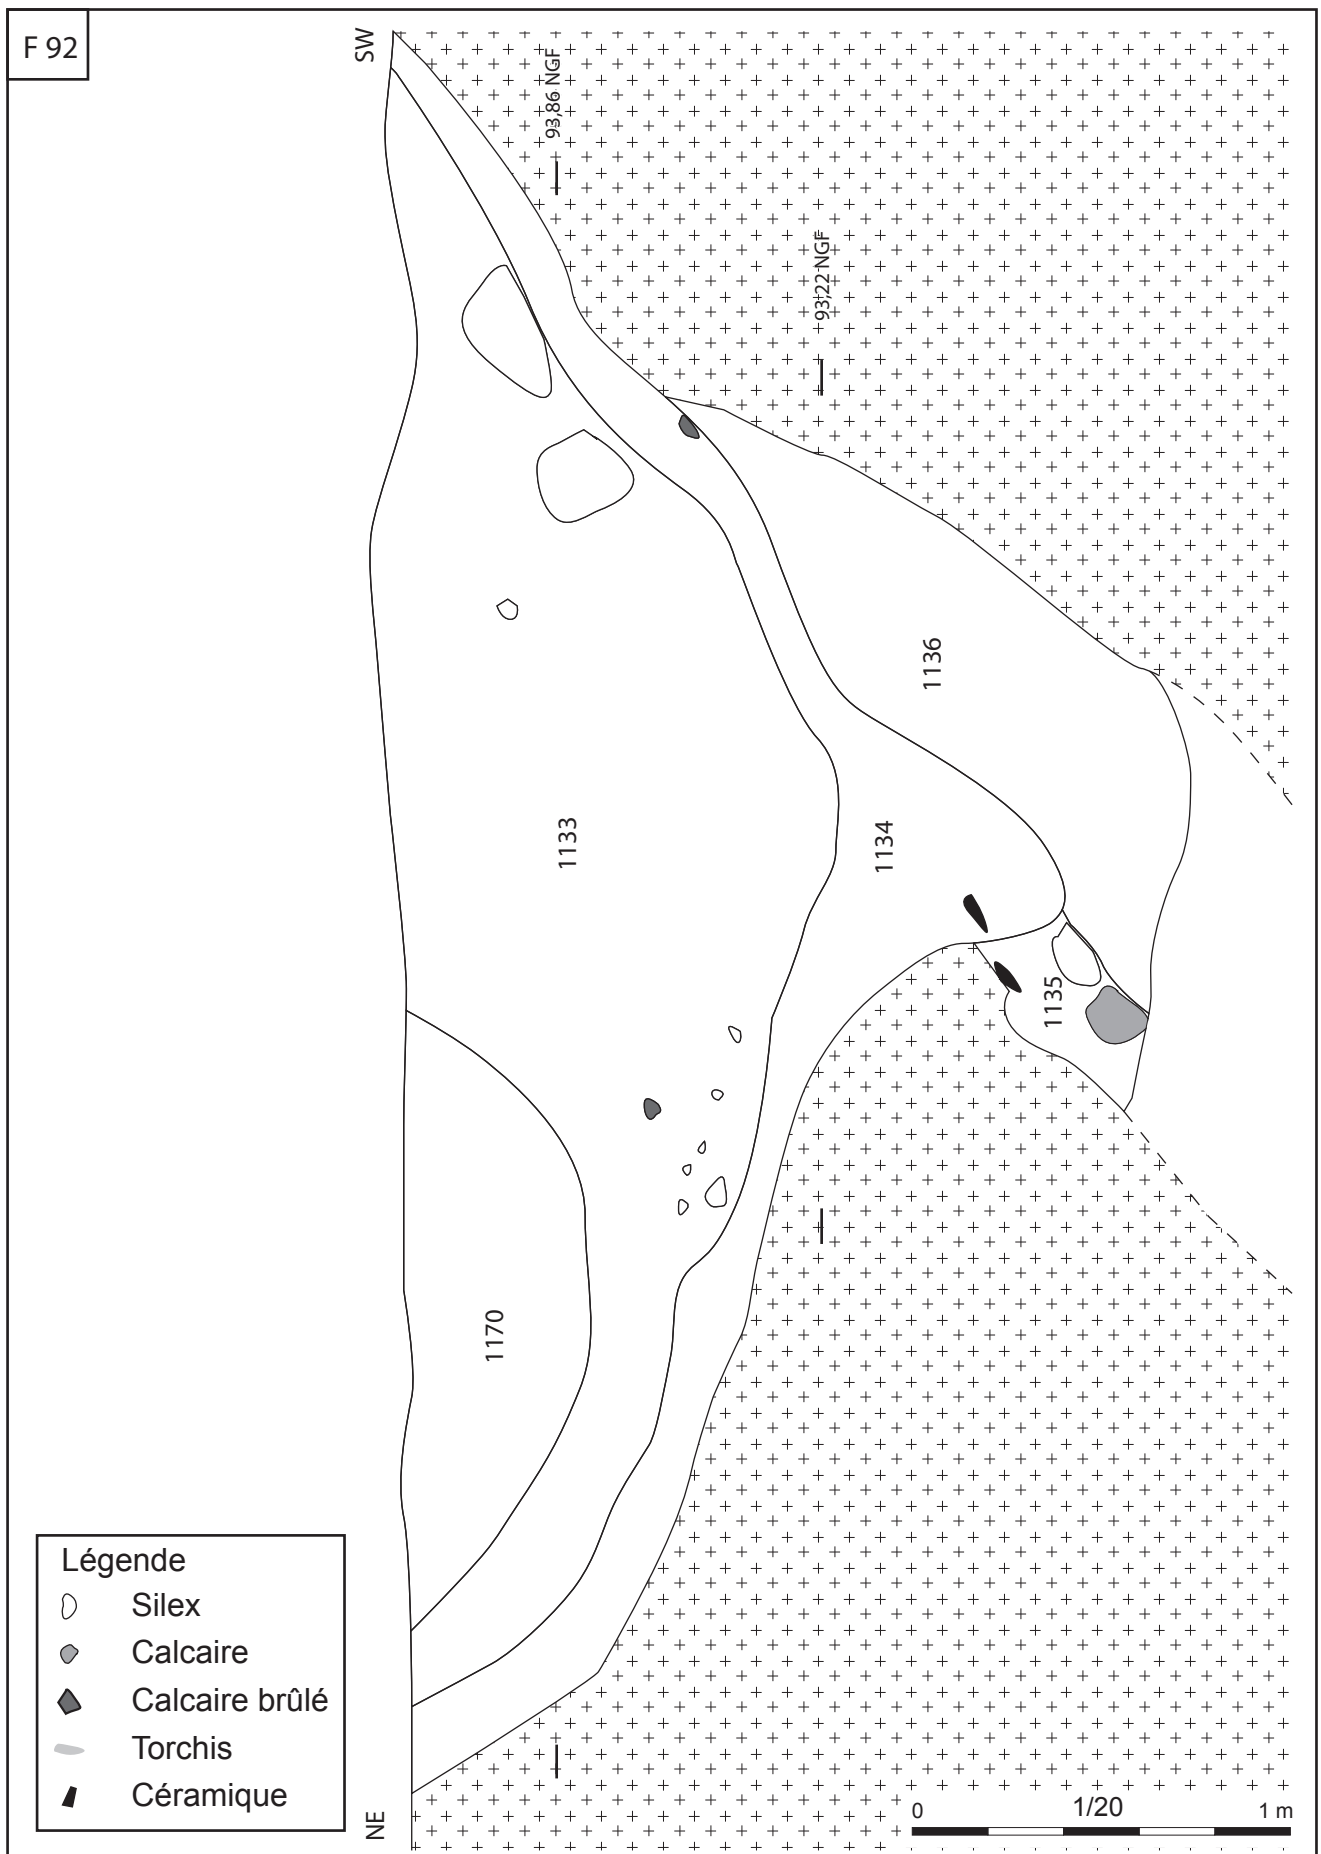 F 92
SW
93,86 NGF
93,22 NGF
1136
1133
1134
1135
1170
Légende
Silex
Calcaire
Calcaire brûlé
Torchis
Céramique
NE
0 1/20 1 m